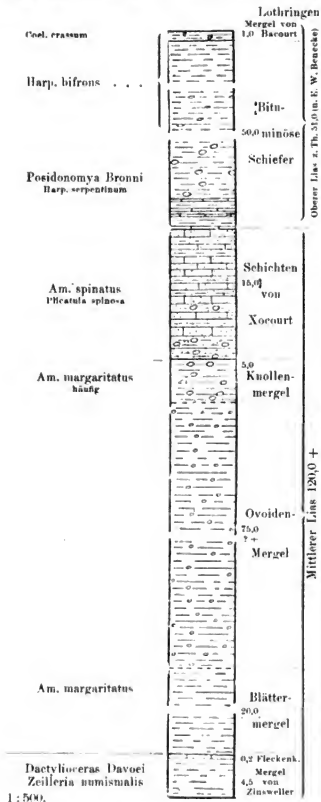 Lothringen
Mergel von
Coel. crassum
1,0 Bacourt
Harp. bifrons . . .
Bitu-
50,0 minöse
Schiefer
Posidonomya Bronni
Harp. serpentinum
Oberer Lias z. Th. 51,0 (n. E. W. Benecke)
Am. spinatus
Plicatula spinosa
Schichten
15,0
von
Xocourt
Am. margaritatus
häufig
5,0
Knollen-
mergel
Ovoiden-
75,0
? +
Mergel
Mittlerer Lias 120,0 +
Am. margaritatus
Blätter-
20,0
mergel
Dactylioceras Davoei
Zeilleria numismalis
0,2 Fleckenk.
Mergel
4,5 von
Zinsweiler
1 : 500.